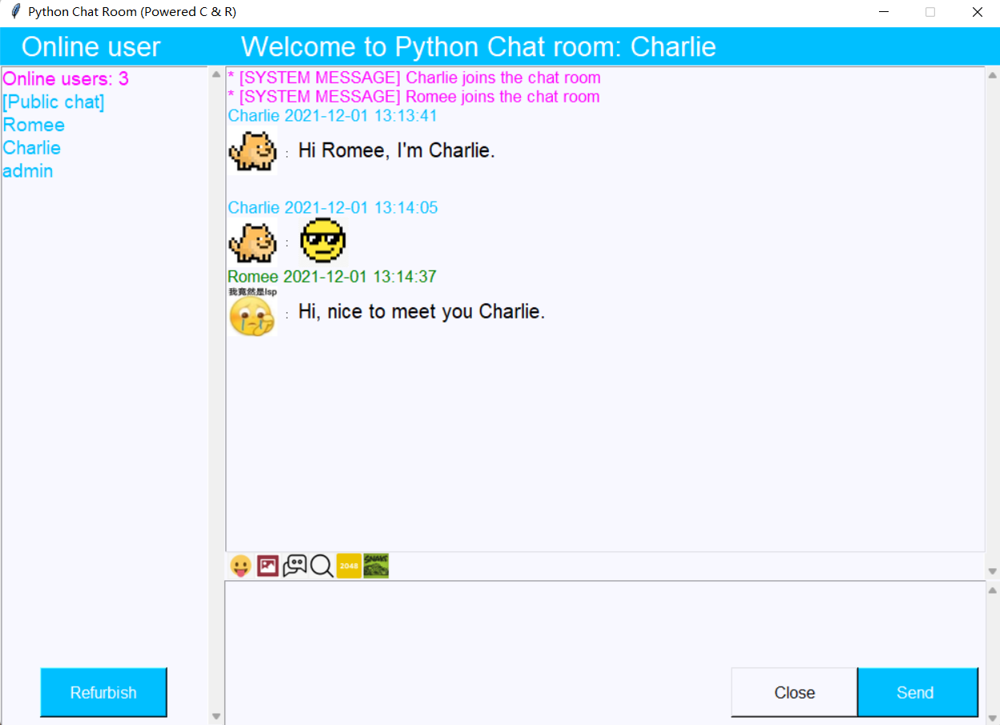 Python Chat Room (Powered C & R)
Online user
Welcome to Python Chat room: Charlie
Online users: 3
[Public chat]
Romee
Charlie
admin
* [SYSTEM MESSAGE] Charlie joins the chat room
* [SYSTEM MESSAGE] Romee joins the chat room
Charlie 2021-12-01 13:13:41
: Hi Romee, I'm Charlie.
Charlie 2021-12-01 13:14:05
:
Romee 2021-12-01 13:14:37
我竟然是lsp
: Hi, nice to meet you Charlie.
2048
SNAKE
Refurbish
Close
Send